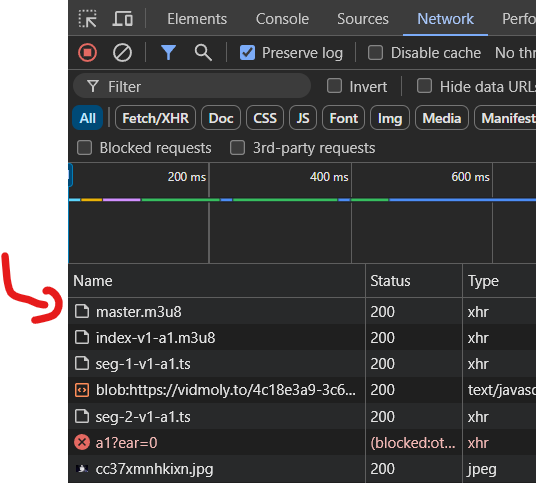 Elements Console Sources Network Perfo
Preserve log Disable cache No thr
Filter Invert Hide data URLs
All Fetch/XHR Doc CSS JS Font Img Media Manifest
Blocked requests 3rd-party requests
200 ms 400 ms 600 ms
Name Status Type
master.m3u8 200 xhr
index-v1-a1.m3u8 200 xhr
seg-1-v1-a1.ts 200 xhr
blob:https://vidmoly.to/4c18e3a9-3c6... 200 text/javasc
seg-2-v1-a1.ts 200 xhr
a1?ear=0 (blocked:ot... xhr
cc37xmnhkixn.jpg 200 jpeg